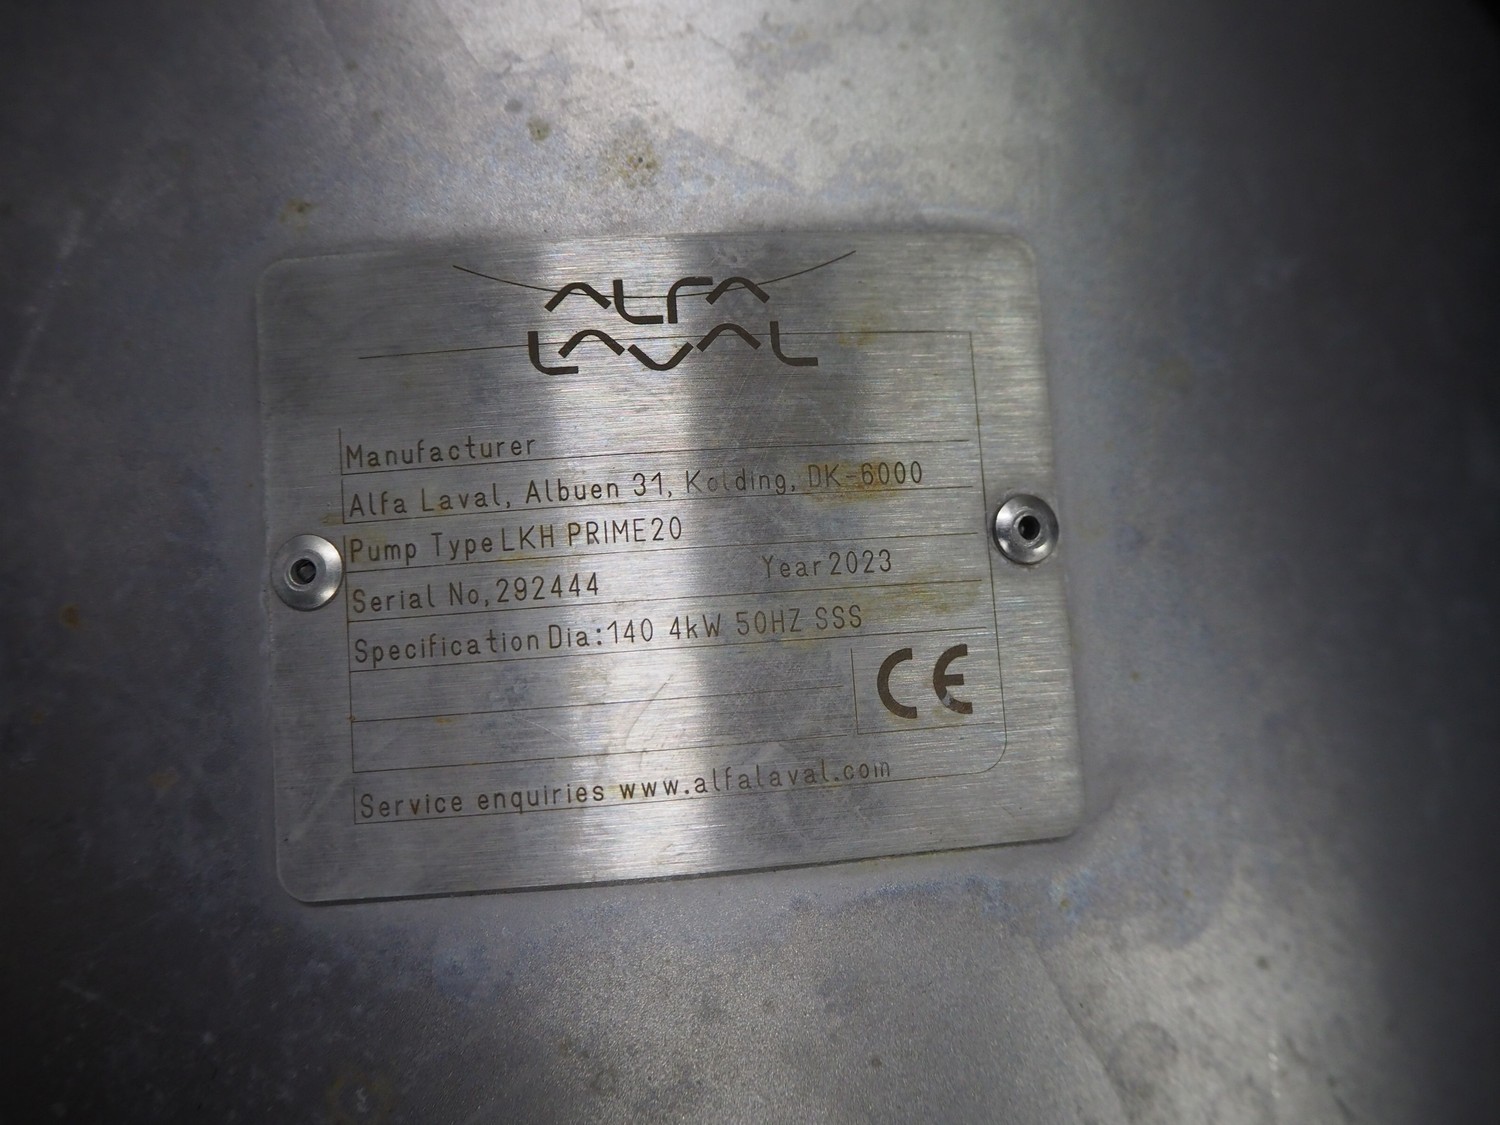 ALFA
LAVAL
Manufacturer
Alfa Laval, Albuen 31, Kolding, DK-6000
Pump Type LKH PRIME20
Serial No, 292444 Year 2023
Specification Dia:140 4kW 50HZ SSS
CE
Service enquiries www.alfalaval.com